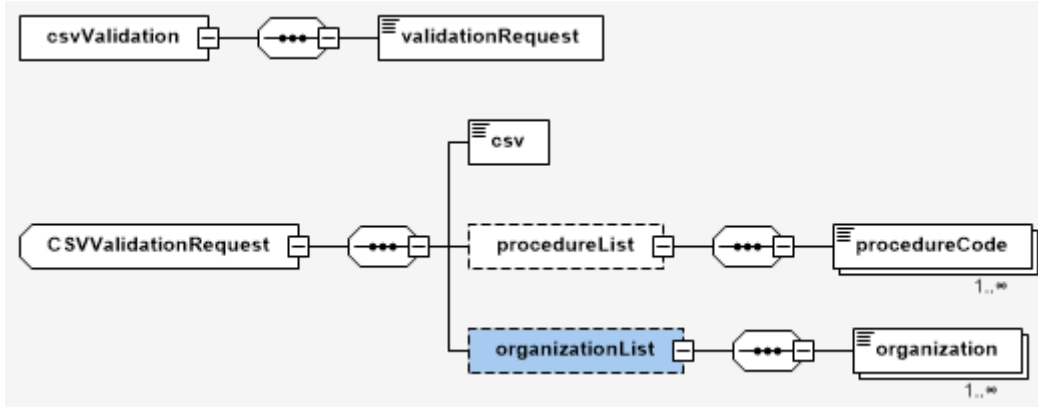 csvValidation
validationRequest
csv
CSVValidationRequest
procedureList
procedureCode
1..∞
organizationList
organization
1..∞